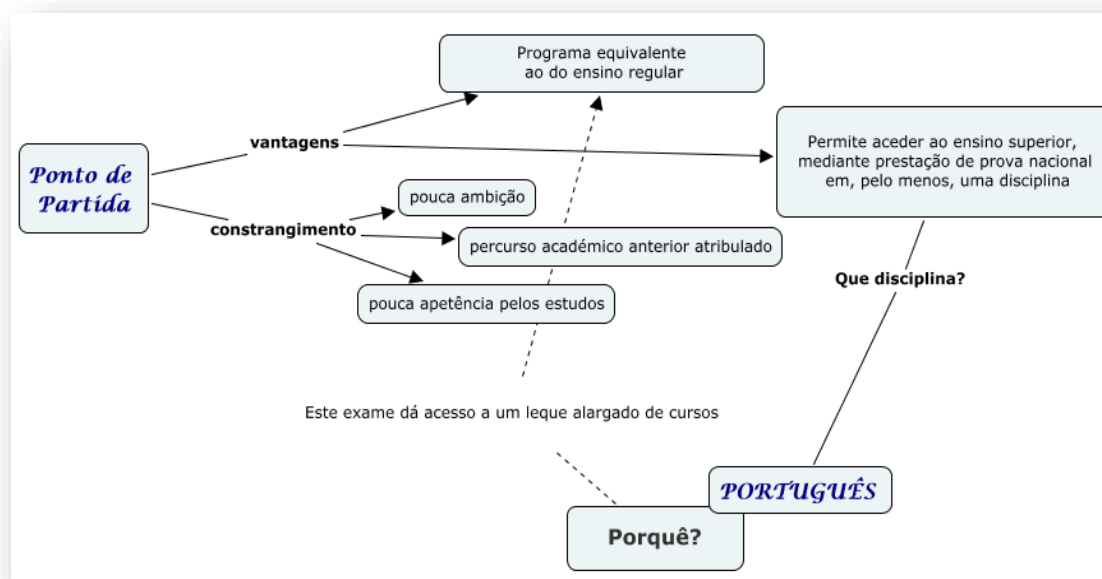 Programa equivalente
ao do ensino regular
vantagens
Permite aceder ao ensino superior,
mediante prestação de prova nacional
em, pelo menos, uma disciplina
Ponto de
Partida
pouca ambição
constrangimento
percurso académico anterior atribulado
pouca apetência pelos estudos
Que disciplina?
Este exame dá acesso a um leque alargado de cursos
PORTUGUÊS
Porquê?